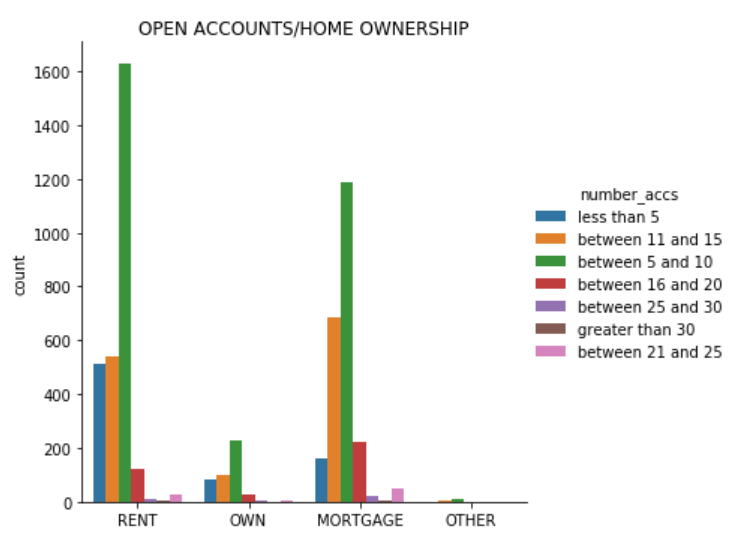 OPEN ACCOUNTS/HOME OWNERSHIP
1600
1400
1200
1000
800
600
400
200
0
count
RENT OWN MORTGAGE OTHER
number_accs
less than 5
between 11 and 15
between 5 and 10
between 16 and 20
between 25 and 30
greater than 30
between 21 and 25